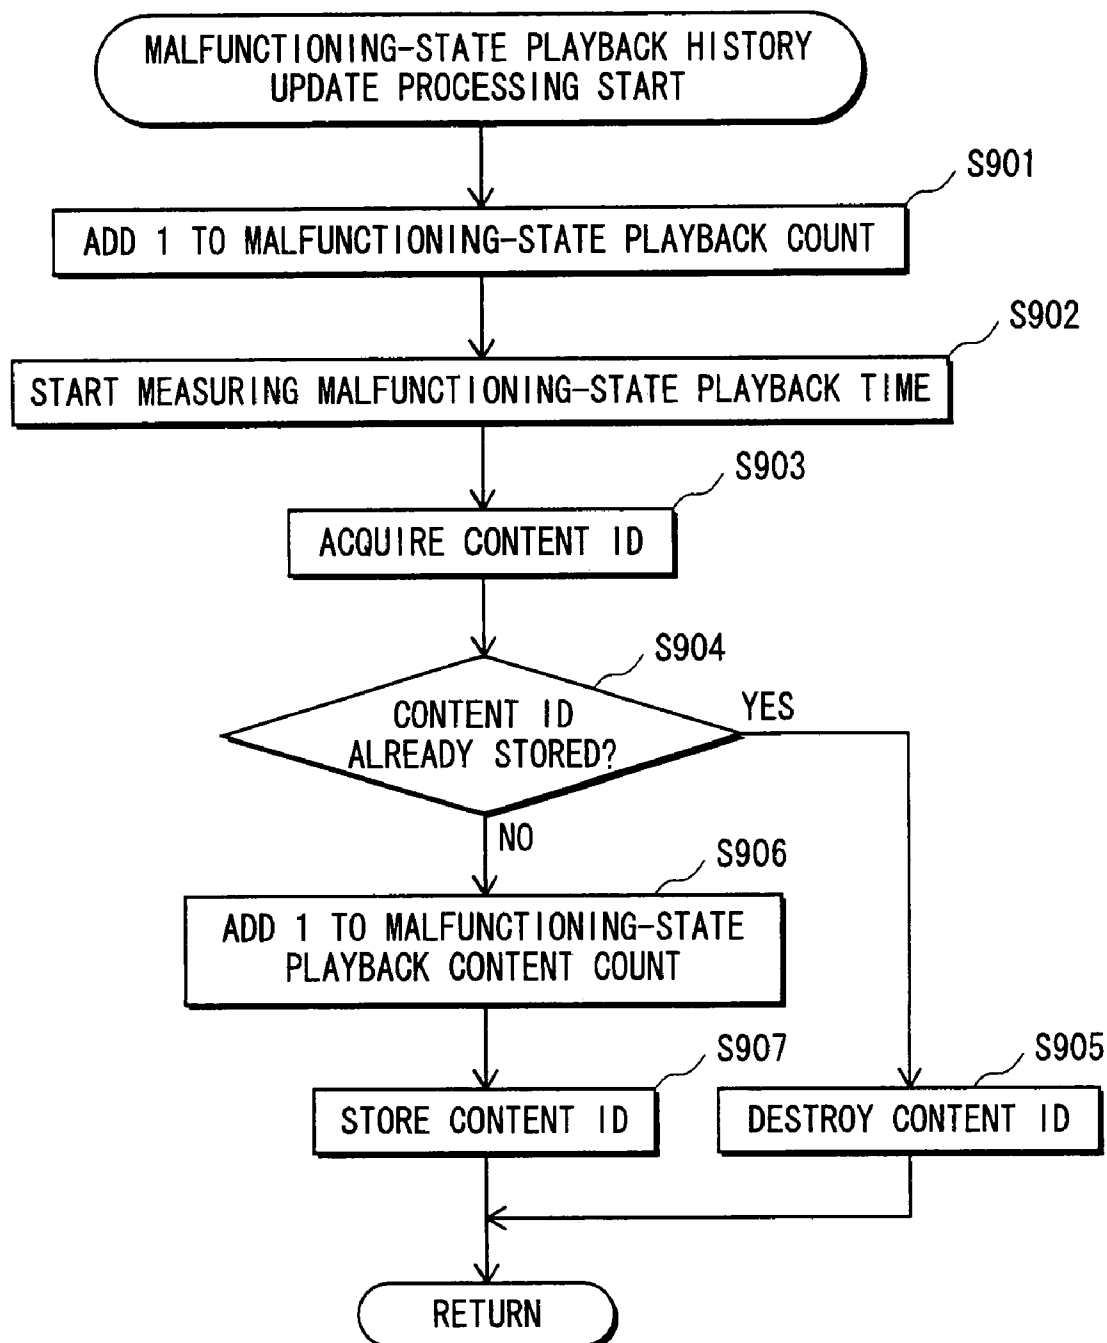 MALFUNCTIONING-STATE PLAYBACK HISTORY
UPDATE PROCESSING START
S901
ADD 1 TO MALFUNCTIONING-STATE PLAYBACK COUNT
S902
START MEASURING MALFUNCTIONING-STATE PLAYBACK TIME
S903
ACQUIRE CONTENT ID
S904
CONTENT ID
ALREADY STORED?
YES
NO
S906
ADD 1 TO MALFUNCTIONING-STATE
PLAYBACK CONTENT COUNT
S907
STORE CONTENT ID
S905
DESTROY CONTENT ID
RETURN